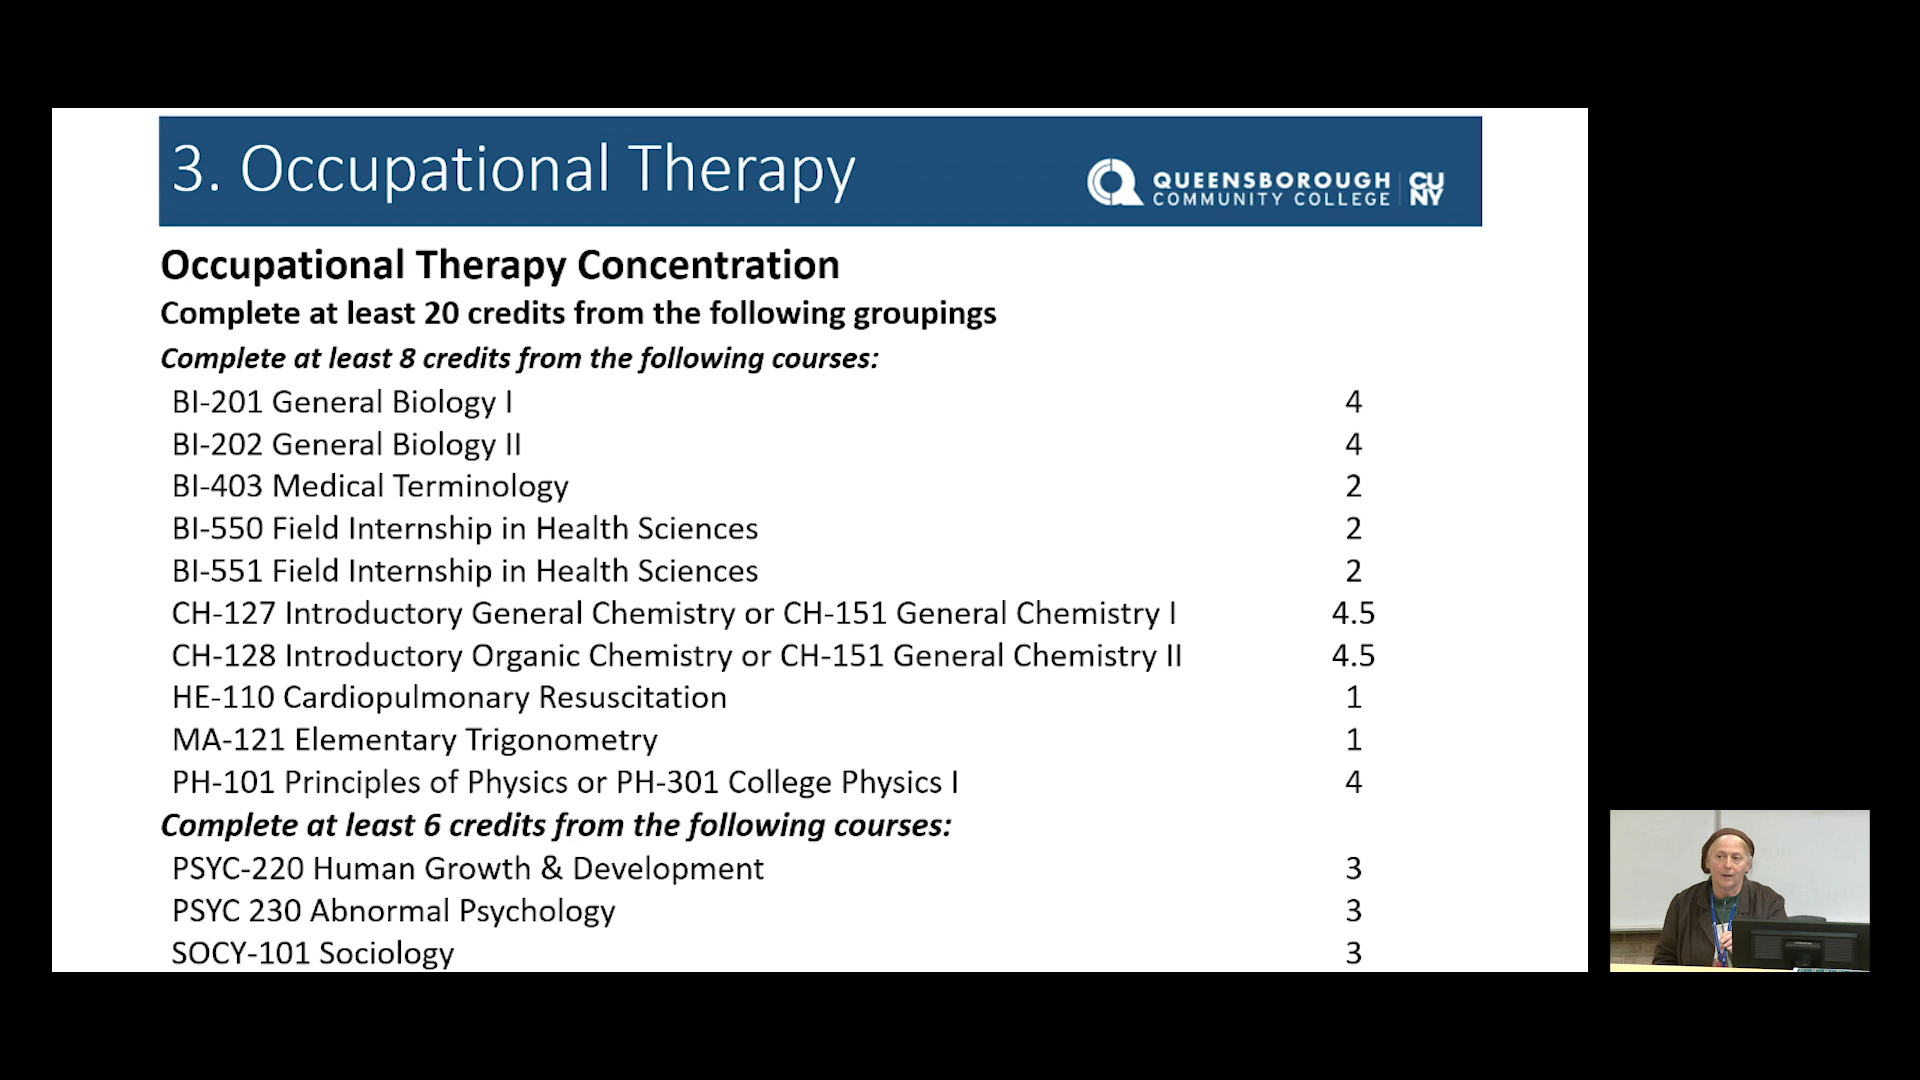 3. Occupational Therapy
QUEENSBOROUGH
COMMUNITY COLLEGE
CU
NY
Occupational Therapy Concentration
Complete at least 20 credits from the following groupings
Complete at least 8 credits from the following courses:
BI-201 General Biology I 4
BI-202 General Biology II 4
BI-403 Medical Terminology 2
BI-550 Field Internship in Health Sciences 2
BI-551 Field Internship in Health Sciences 2
CH-127 Introductory General Chemistry or CH-151 General Chemistry I 4.5
CH-128 Introductory Organic Chemistry or CH-151 General Chemistry II 4.5
HE-110 Cardiopulmonary Resuscitation 1
MA-121 Elementary Trigonometry 1
PH-101 Principles of Physics or PH-301 College Physics I 4
Complete at least 6 credits from the following courses:
PSYC-220 Human Growth & Development 3
PSYC 230 Abnormal Psychology 3
SOCY-101 Sociology 3